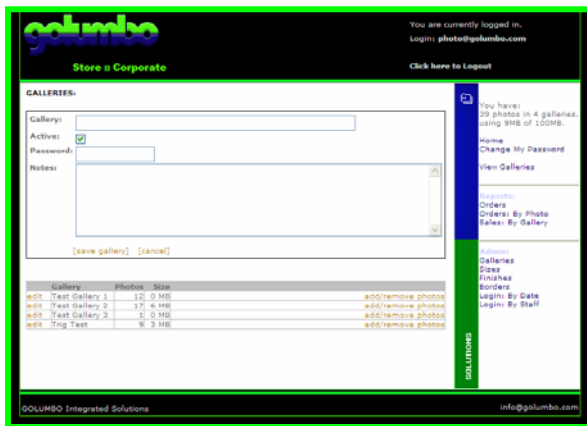 golumbo
You are currently logged in.
Login: photo@golumbo.com
Store :: Corporate
Click here to Logout
GALLERIES:
Gallery:
Active:
Password:
Notes:
[save gallery] [cancel]
Gallery Photos Size
edit Test Gallery 1 12 0 MB add/remove photos
edit Test Gallery 2 17 6 MB add/remove photos
edit Test Gallery 3 1 0 MB add/remove photos
edit Trig Test 9 3 MB add/remove photos
SOLUTIONS
You have:
39 photos in 4 galleries.
using 9MB of 100MB.
Home
Change My Password
View Galleries
Reports:
Orders
Orders: By Photo
Sales: By Gallery
Admin:
Galleries
Sizes
Finishes
Borders
Login: By Date
Login: By Staff
GOLUMBO Integrated Solutions
info@golumbo.com